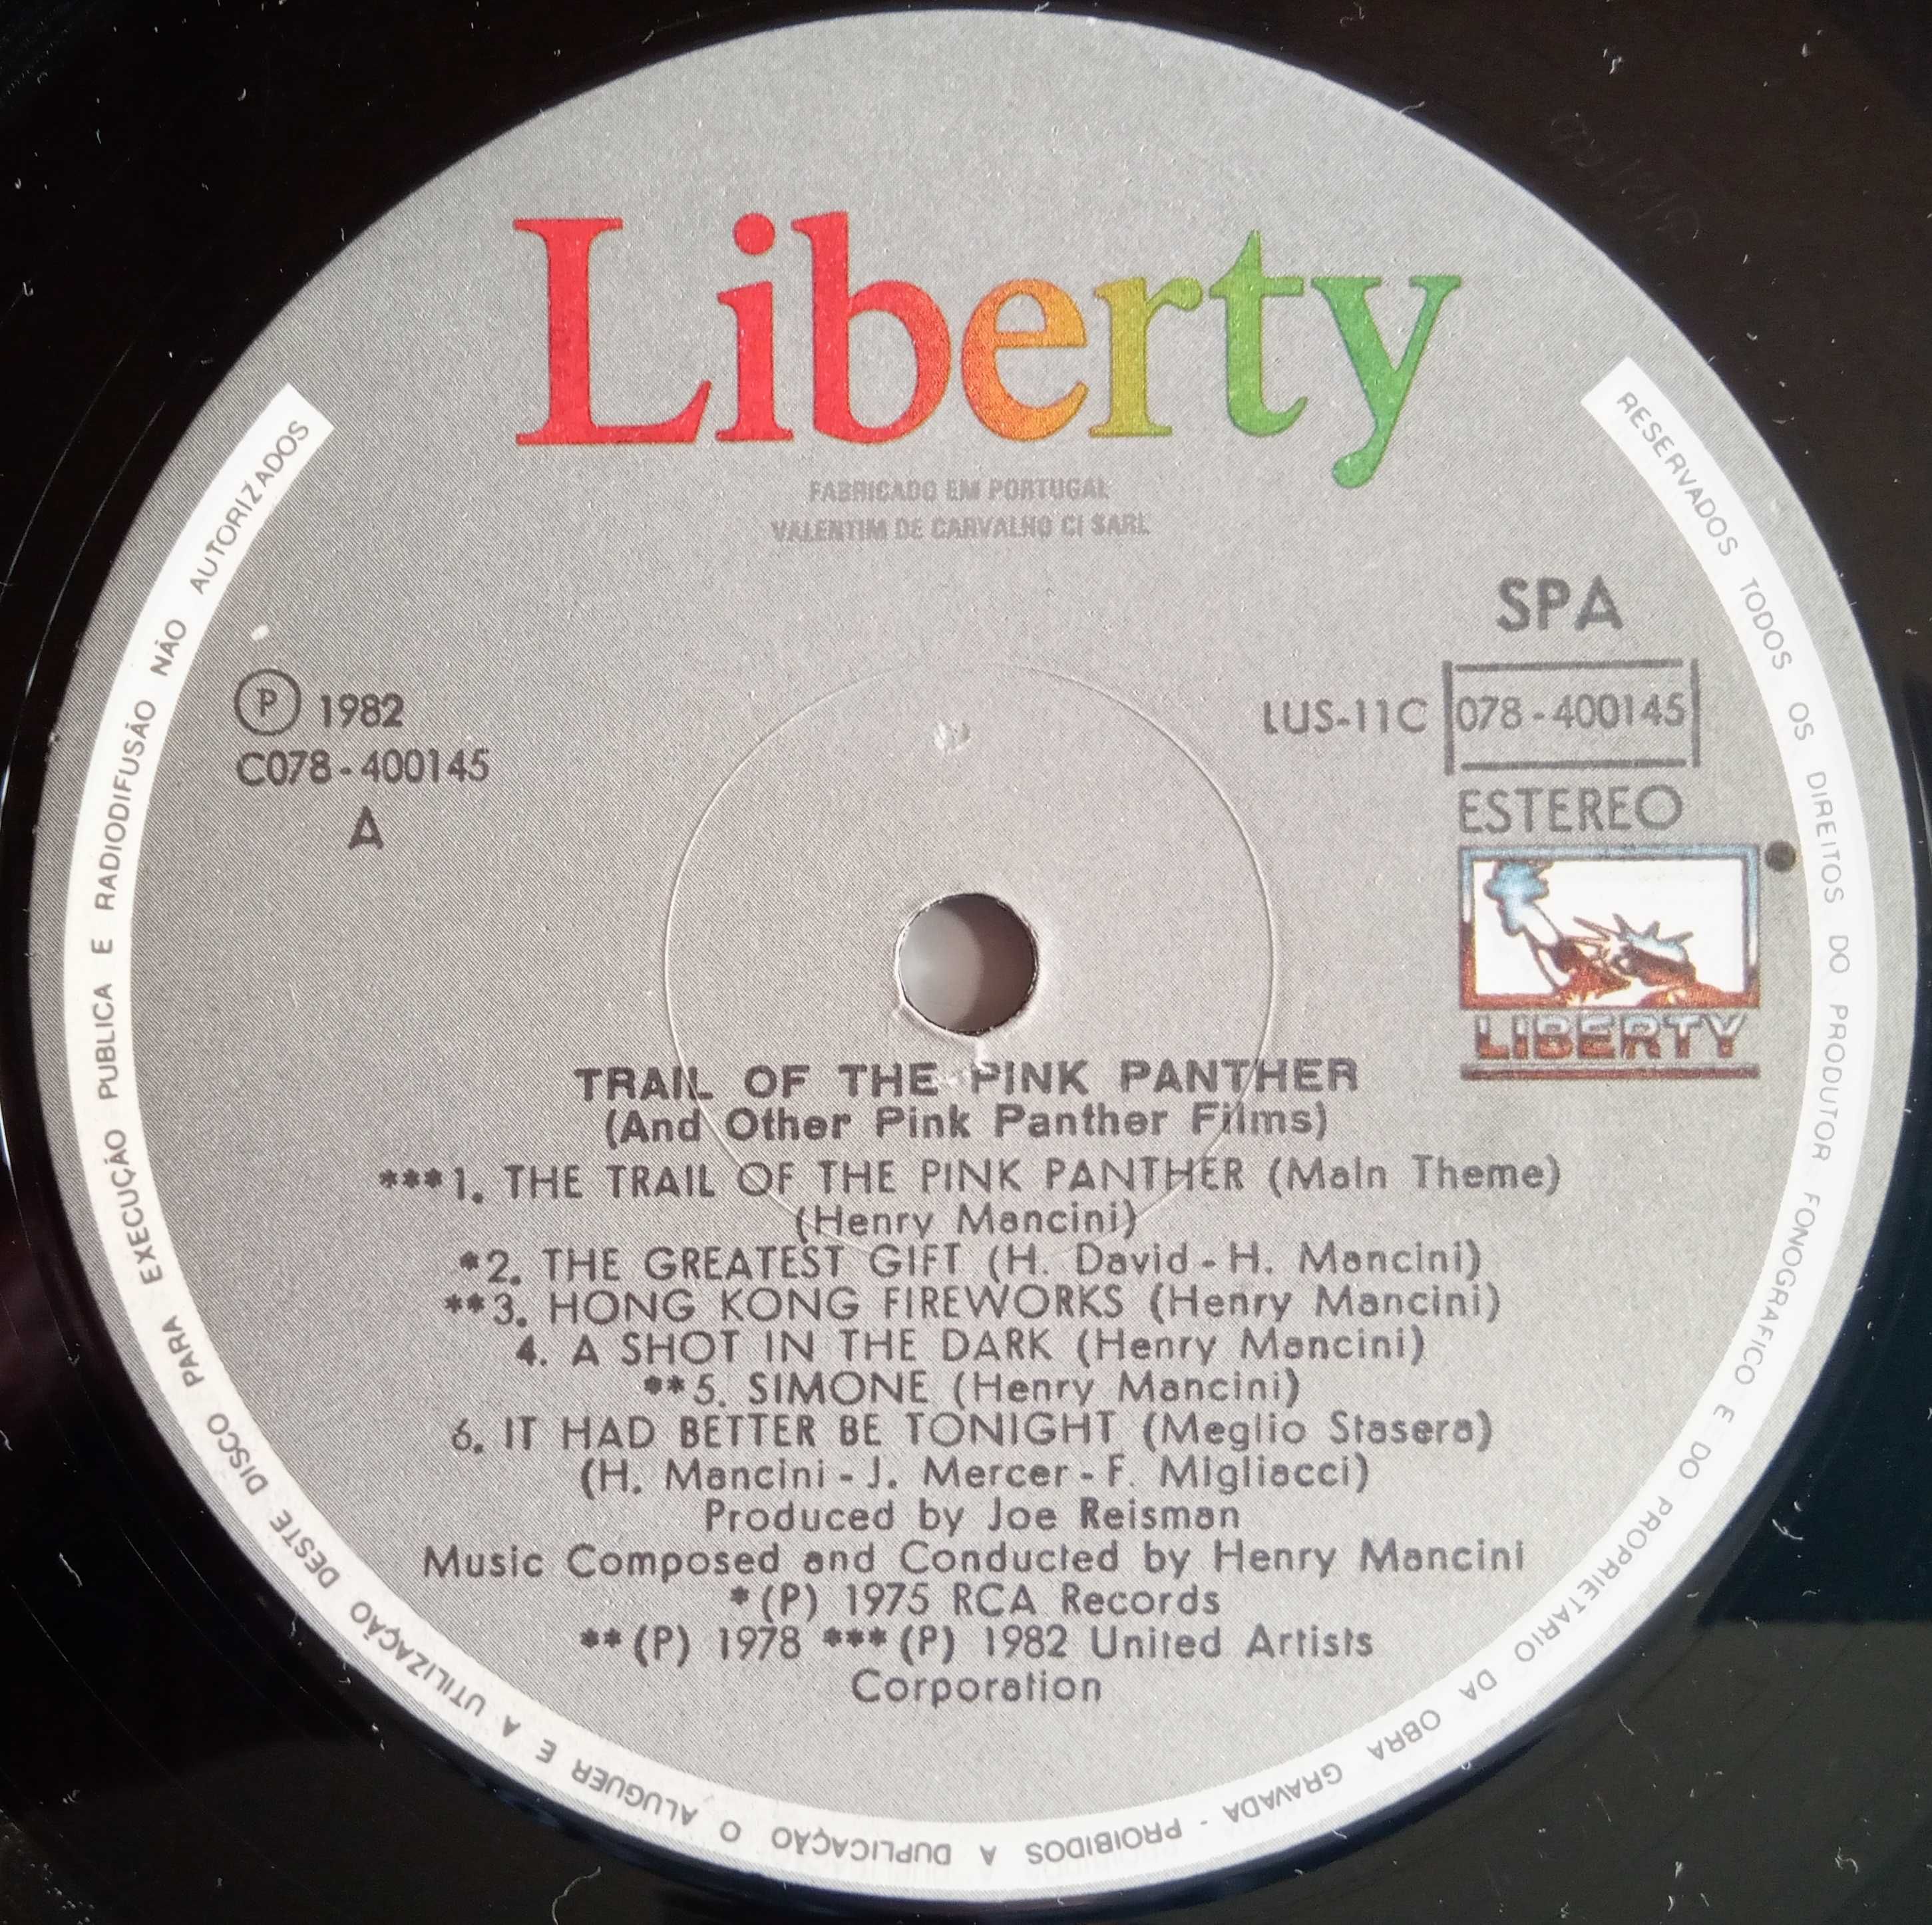 Liberty
FABRICADO EM PORTUGAL
VALENTIM DE CARVALHO CI SARL
SPA
Ⓟ 1982
C078-400145
A
LUS-11C 078-400145
ESTEREO
LIBERTY
TRAIL OF THE PINK PANTHER
(And Other Pink Panther Films)
***1. THE TRAIL OF THE PINK PANTHER (Main Theme)
(Henry Mancini)
*2. THE GREATEST GIFT (H. David - H. Mancini)
**3. HONG KONG FIREWORKS (Henry Mancini)
4. A SHOT IN THE DARK (Henry Mancini)
**5. SIMONE (Henry Mancini)
6. IT HAD BETTER BE TONIGHT (Meglio Stasera)
(H. Mancini - J. Mercer - F. Migliacci)
Produced by Joe Reisman
Music Composed and Conducted by Henry Mancini
*(P) 1975 RCA Records
**(P) 1978 ***(P) 1982 United Artists
Corporation
RESERVADOS TODOS OS DIREITOS DO PRODUTOR FONOGRAFICO E DO PROPRIETARIO DA OBRA GRAVADA - PROIBIDOS A DUPLICAÇÃO O ALUGUER E A UTILIZAÇÃO DESTE DISCO PARA EXECUÇÃO PUBLICA E RADIODIFUSÃO NÃO AUTORIZADOS